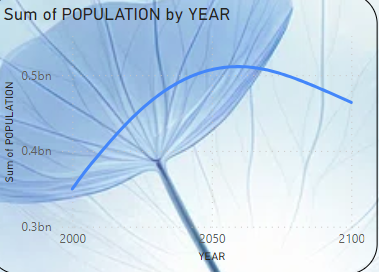 Sum of POPULATION by YEAR
Sum of POPULATION
0.5bn
0.4bn
0.3bn
2000 2050 2100
YEAR